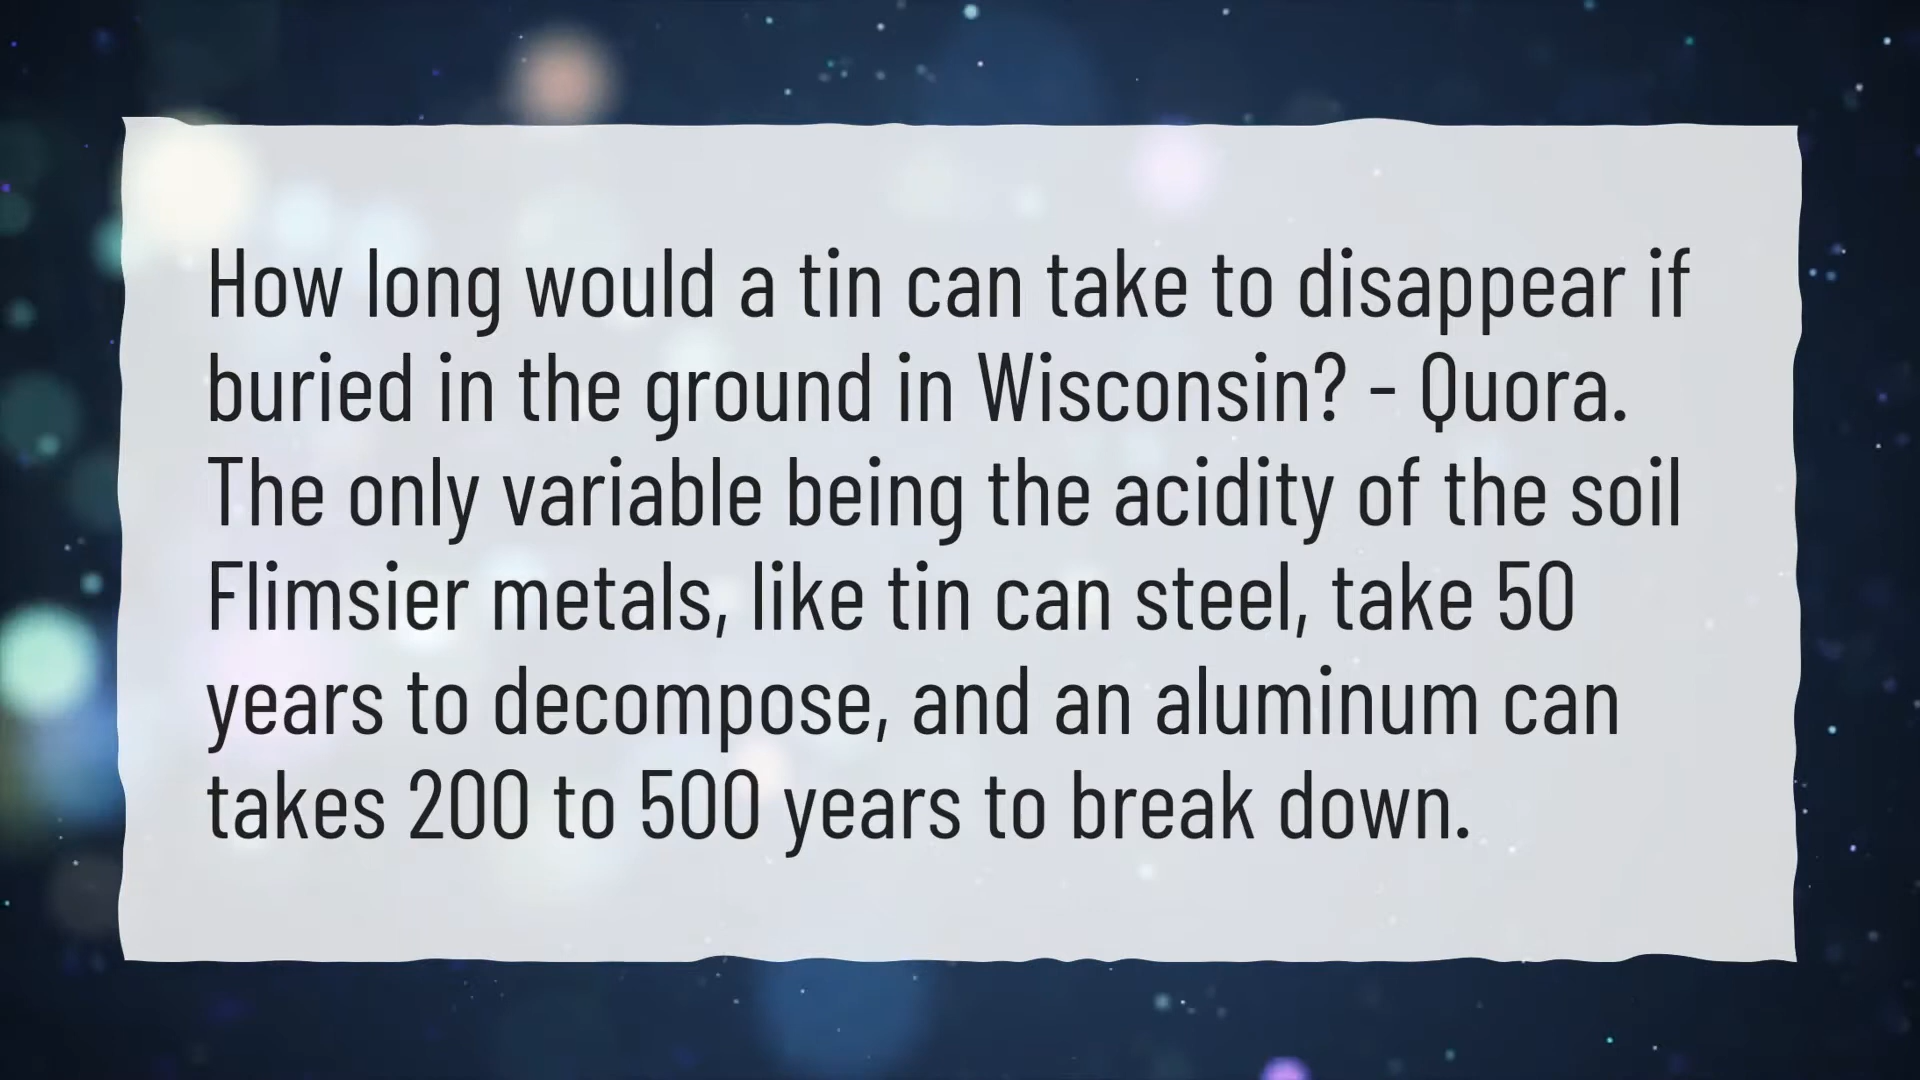 How long would a tin can take to disappear if
buried in the ground in Wisconsin? - Quora.
The only variable being the acidity of the soil
Flimsier metals, like tin can steel, take 50
years to decompose, and an aluminum can
takes 200 to 500 years to break down.